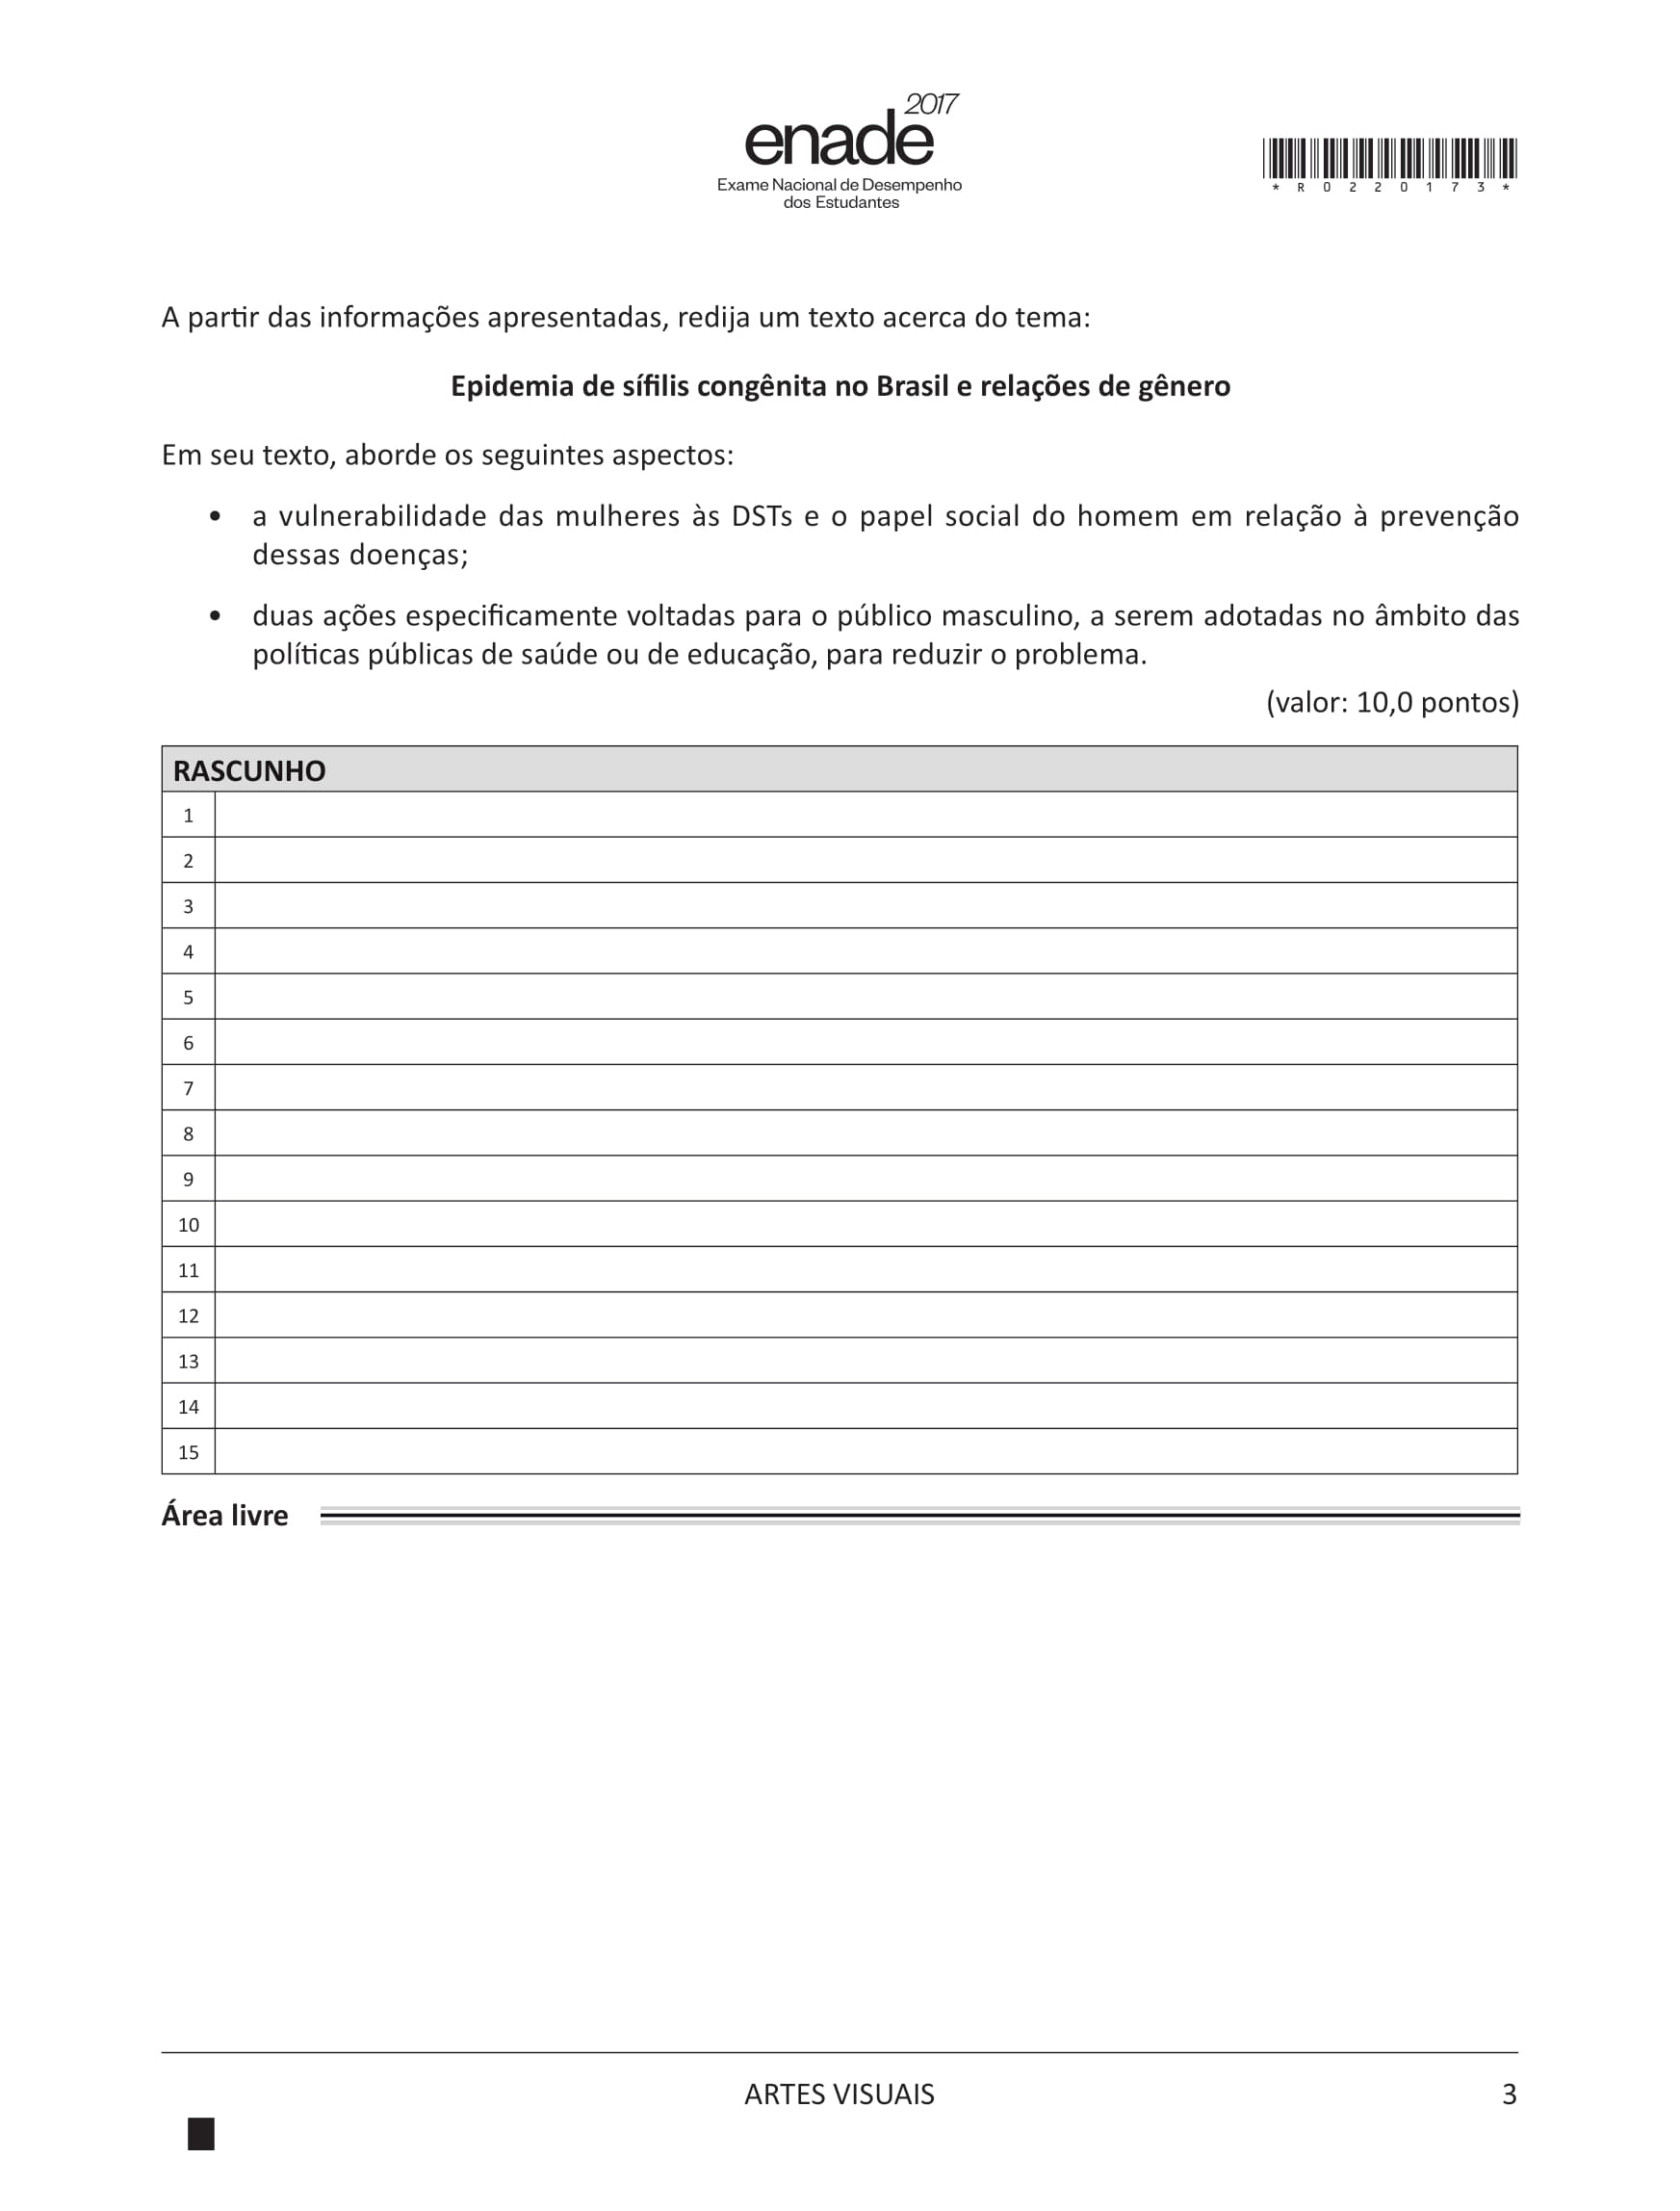 2017
enade
Exame Nacional de Desempenho
dos Estudantes
*R0220173*
A partir das informações apresentadas, redija um texto acerca do tema:
Epidemia de sífilis congênita no Brasil e relações de gênero
Em seu texto, aborde os seguintes aspectos:
• a vulnerabilidade das mulheres às DSTs e o papel social do homem em relação à prevenção
dessas doenças;
• duas ações especificamente voltadas para o público masculino, a serem adotadas no âmbito das
políticas públicas de saúde ou de educação, para reduzir o problema.
(valor: 10,0 pontos)
RASCUNHO
1
2
3
4
5
6
7
8
9
10
11
12
13
14
15
Área livre
ARTES VISUAIS
3